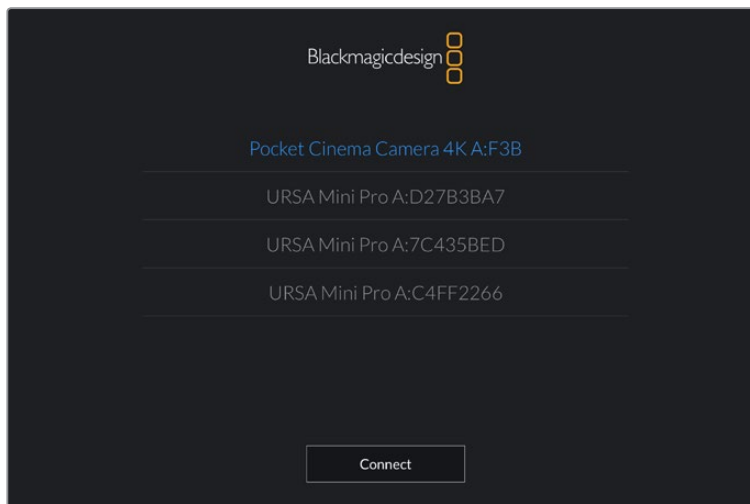 Blackmagicdesign
Pocket Cinema Camera 4K A:F3B
URSA Mini Pro A:D27B3BA7
URSA Mini Pro A:7C435BED
URSA Mini Pro A:C4FF2266
Connect